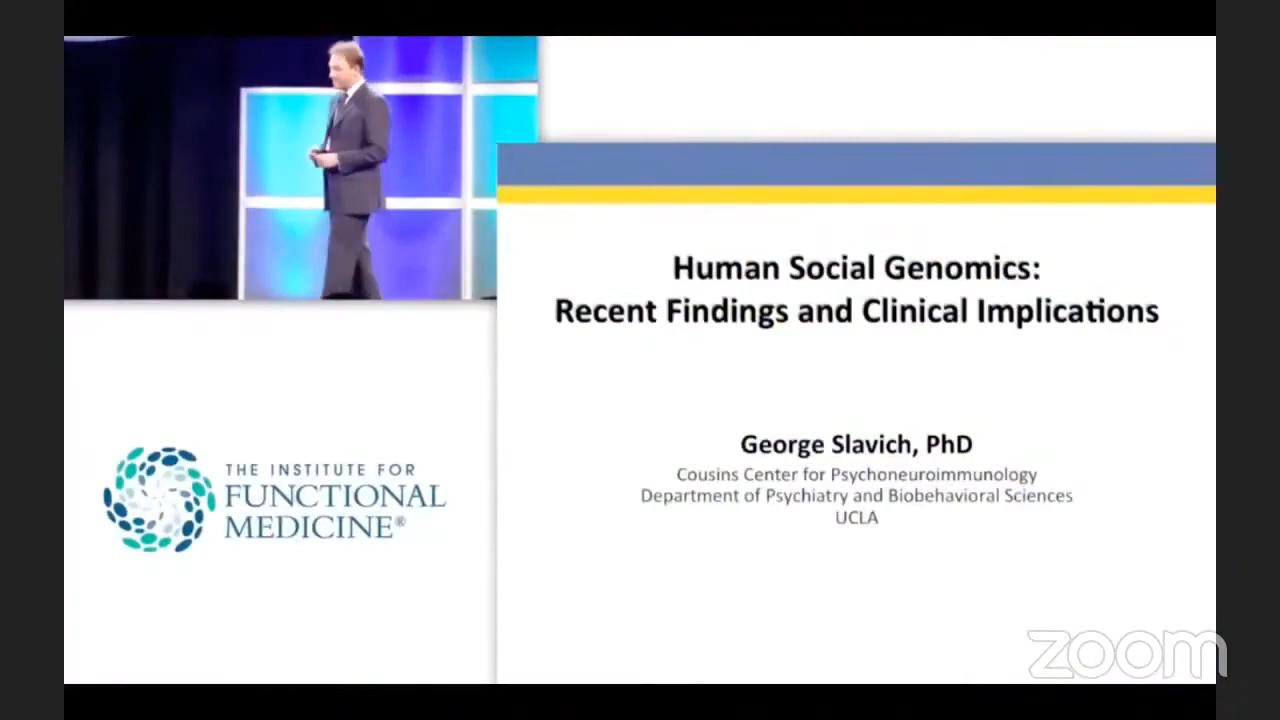 Human Social Genomics:
Recent Findings and Clinical Implications
George Slavich, PhD
Cousins Center for Psychoneuroimmunology
Department of Psychiatry and Biobehavioral Sciences
UCLA
THE INSTITUTE FOR
FUNCTIONAL
MEDICINE®
zoom